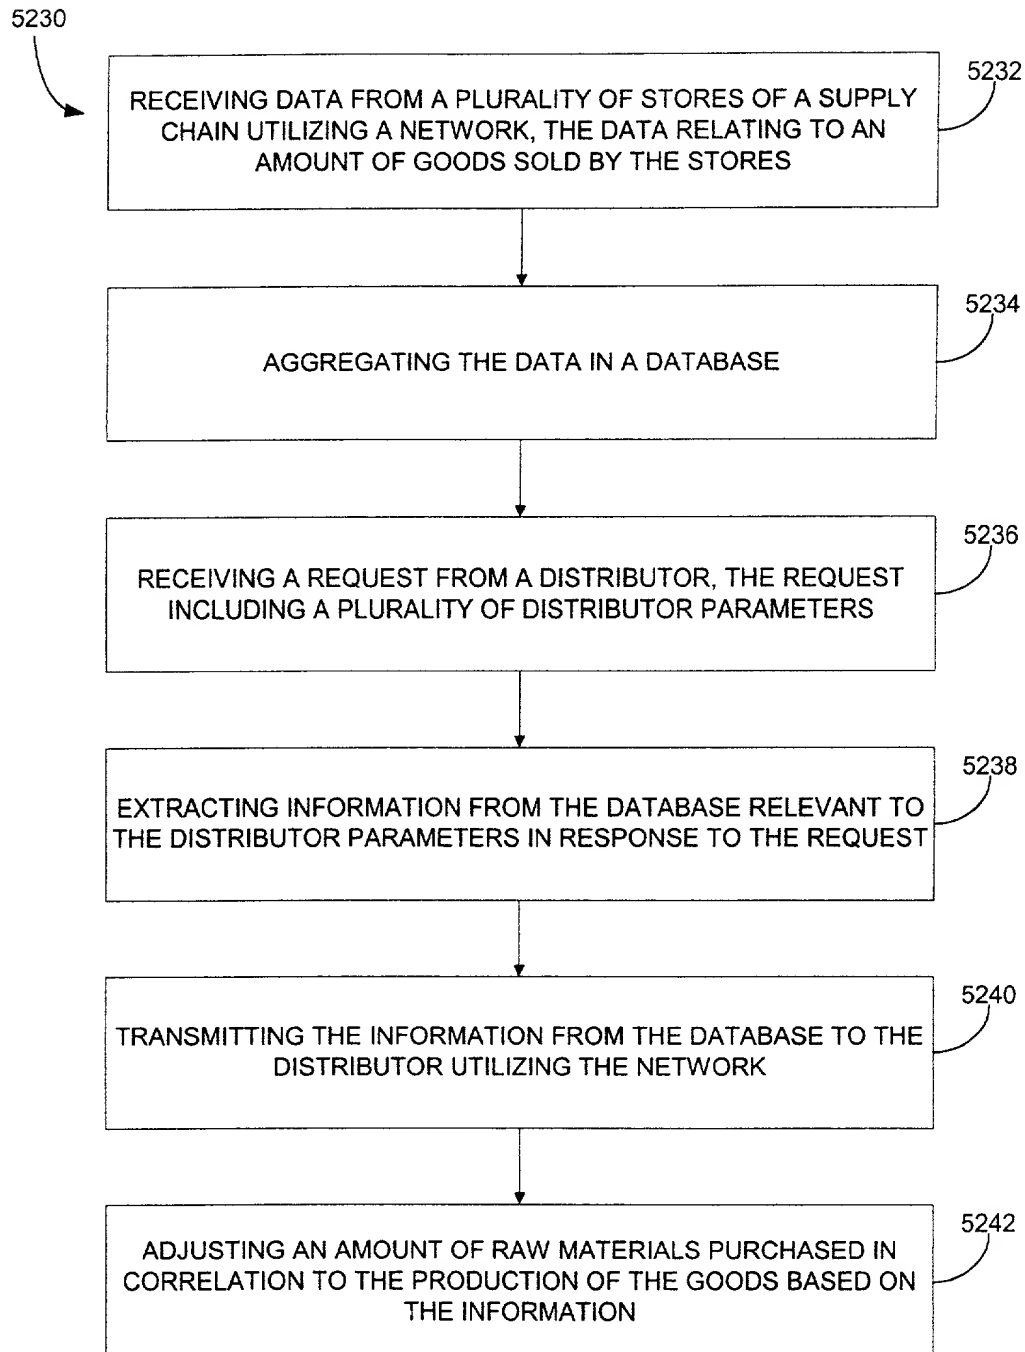 5230
5232
RECEIVING DATA FROM A PLURALITY OF STORES OF A SUPPLY
CHAIN UTILIZING A NETWORK, THE DATA RELATING TO AN
AMOUNT OF GOODS SOLD BY THE STORES
5234
AGGREGATING THE DATA IN A DATABASE
5236
RECEIVING A REQUEST FROM A DISTRIBUTOR, THE REQUEST
INCLUDING A PLURALITY OF DISTRIBUTOR PARAMETERS
5238
EXTRACTING INFORMATION FROM THE DATABASE RELEVANT TO
THE DISTRIBUTOR PARAMETERS IN RESPONSE TO THE REQUEST
5240
TRANSMITTING THE INFORMATION FROM THE DATABASE TO THE
DISTRIBUTOR UTILIZING THE NETWORK
5242
ADJUSTING AN AMOUNT OF RAW MATERIALS PURCHASED IN
CORRELATION TO THE PRODUCTION OF THE GOODS BASED ON
THE INFORMATION